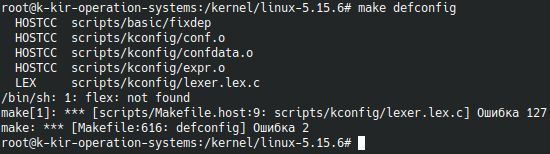 root@k-kir-operation-systems:/kernel/linux-5.15.6# make defconfig
  HOSTCC  scripts/basic/fixdep
  HOSTCC  scripts/kconfig/conf.o
  HOSTCC  scripts/kconfig/confdata.o
  HOSTCC  scripts/kconfig/expr.o
  LEX     scripts/kconfig/lexer.lex.c
/bin/sh: 1: flex: not found
make[1]: *** [scripts/Makefile.host:9: scripts/kconfig/lexer.lex.c] Ошибка 127
make: *** [Makefile:616: defconfig] Ошибка 2
root@k-kir-operation-systems:/kernel/linux-5.15.6#